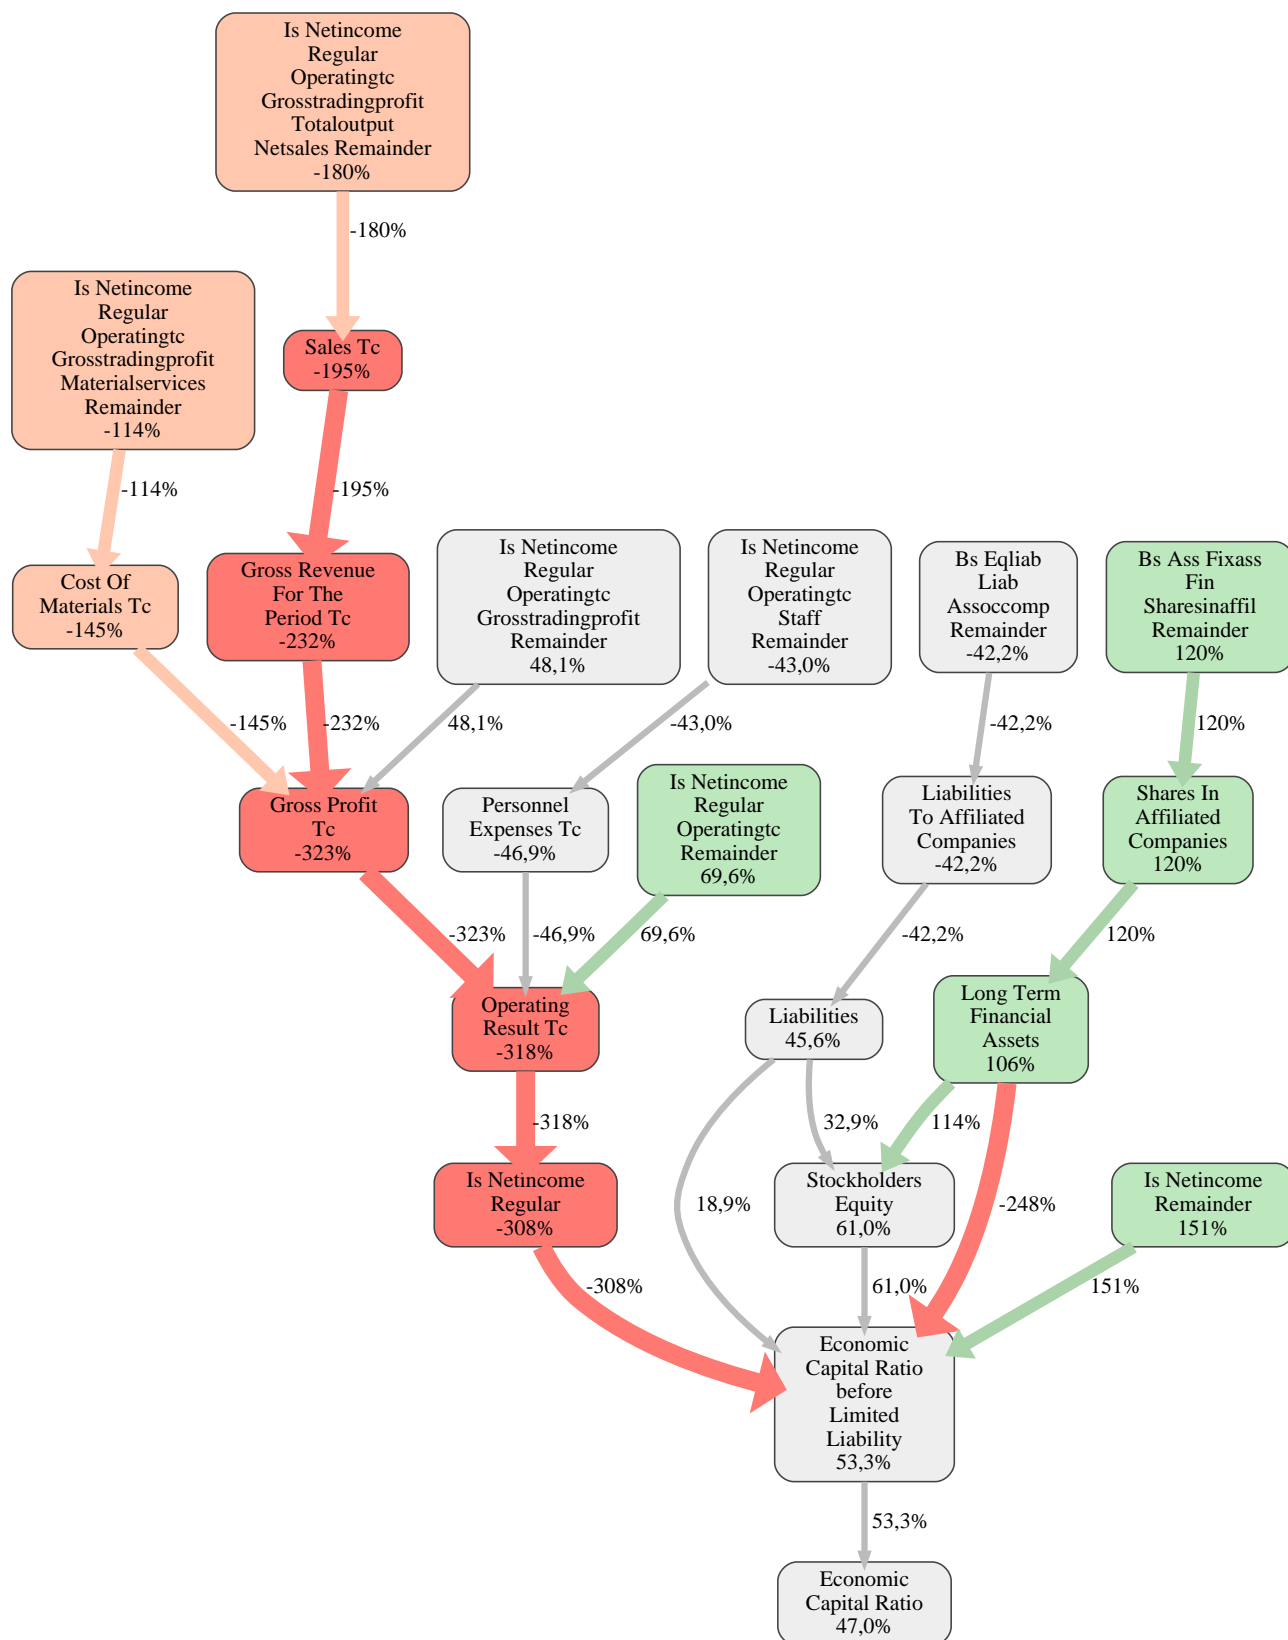 Is Netincome
Regular
Operatingtc
Grosstradingprofit
Totaloutput
Netsales Remainder
-180%
-180%
Is Netincome
Regular
Operatingtc
Grosstradingprofit
Materialservices
Remainder
-114%
Sales Tc
-195%
-114%
-195%
Cost Of
Materials Tc
-145%
Gross Revenue
For The
Period Tc
-232%
Is Netincome
Regular
Operatingtc
Grosstradingprofit
Remainder
48,1%
Is Netincome
Regular
Operatingtc
Staff
Remainder
-43,0%
Bs Eqliab
Liab
Assoccomp
Remainder
-42,2%
Bs Ass Fixass
Fin
Sharesinaffil
Remainder
120%
-145%
-232%
48,1%
-43,0%
-42,2%
120%
Gross Profit
Tc
-323%
Personnel
Expenses Tc
-46,9%
Is Netincome
Regular
Operatingtc
Remainder
69,6%
Liabilities
To Affiliated
Companies
-42,2%
Shares In
Affiliated
Companies
120%
-323%
-46,9%
69,6%
-42,2%
120%
Operating
Result Tc
-318%
Liabilities
45,6%
Long Term
Financial
Assets
106%
-318%
32,9%
114%
Is Netincome
Regular
-308%
18,9%
Stockholders
Equity
61,0%
-248%
Is Netincome
Remainder
151%
-308%
61,0%
151%
Economic
Capital Ratio
before
Limited
Liability
53,3%
53,3%
Economic
Capital Ratio
47,0%